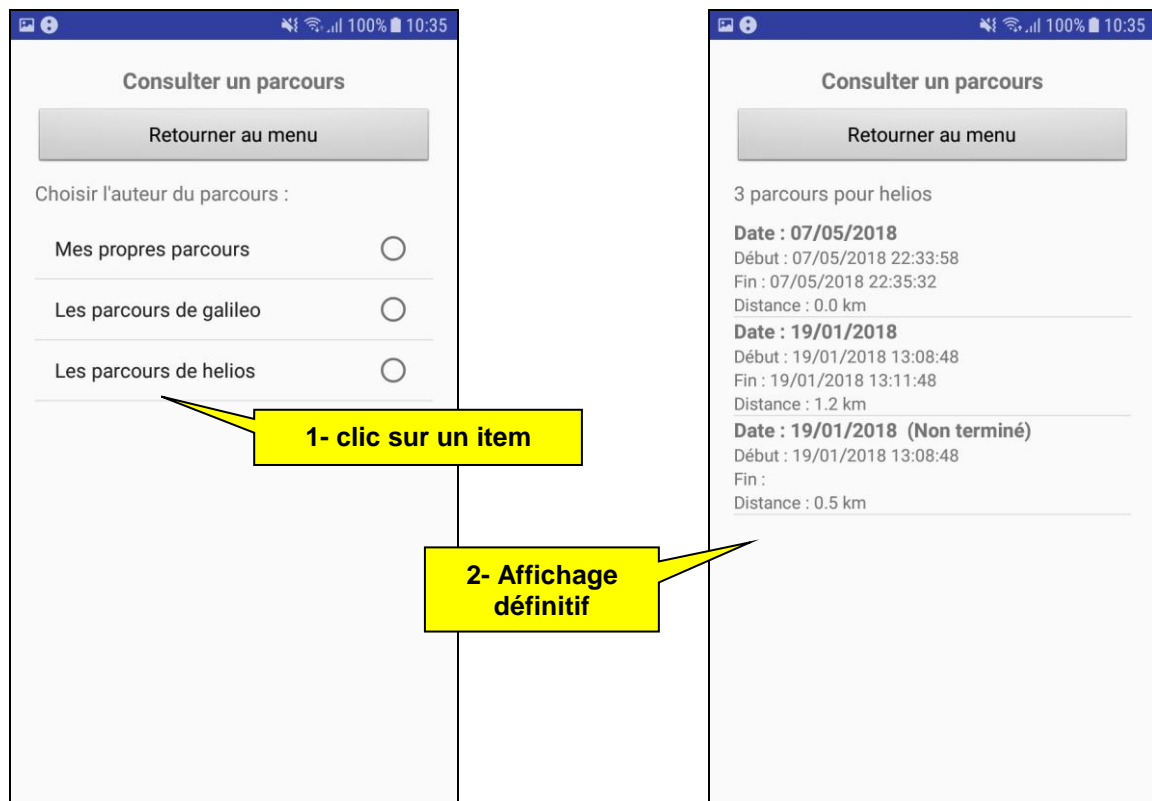 100% 10:35
Consulter un parcours
Retourner au menu
Choisir l'auteur du parcours :
Mes propres parcours
Les parcours de galileo
Les parcours de helios
1- clic sur un item
100% 10:35
Consulter un parcours
Retourner au menu
3 parcours pour helios
Date : 07/05/2018
Début : 07/05/2018 22:33:58
Fin : 07/05/2018 22:35:32
Distance : 0.0 km
Date : 19/01/2018
Début : 19/01/2018 13:08:48
Fin : 19/01/2018 13:11:48
Distance : 1.2 km
Date : 19/01/2018 (Non terminé)
Début : 19/01/2018 13:08:48
Fin :
Distance : 0.5 km
2- Affichage
définitif